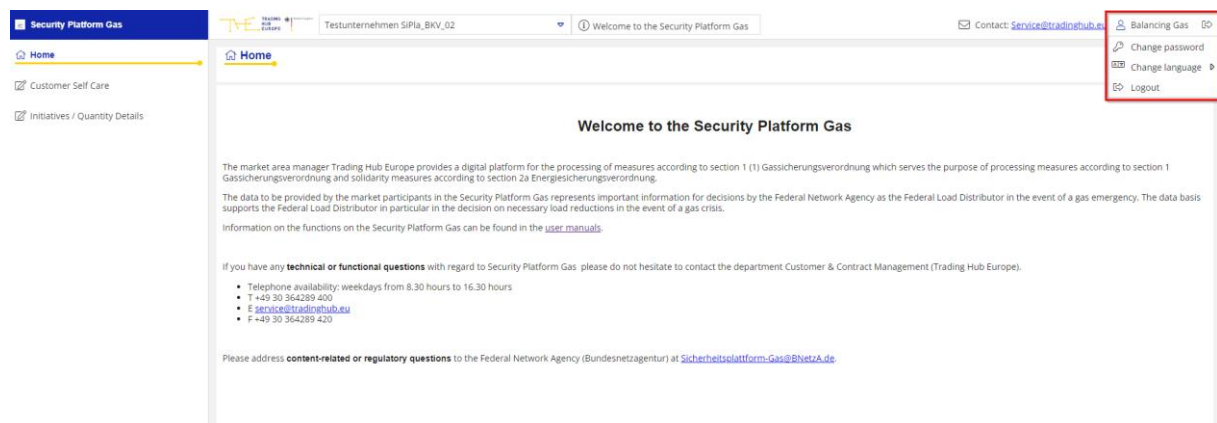 Security Platform Gas
TRADING HUB EUROPE
Testunternehmen SiPla_BKV_02
Welcome to the Security Platform Gas
Contact: Service@tradinghub.eu
Balancing Gas
Change password
Change language
Logout
Home
Customer Self Care
Initiatives / Quantity Details
Home
Welcome to the Security Platform Gas
The market area manager Trading Hub Europe provides a digital platform for the processing of measures according to section 1 (1) Gassicherungsverordnung which serves the purpose of processing measures according to section 1
Gassicherungsverordnung and solidarity measures according to section 2a Energiesicherungsverordnung.
The data to be provided by the market participants in the Security Platform Gas represents important information for decisions by the Federal Network Agency as the Federal Load Distributor in the event of a gas emergency. The data basis
supports the Federal Load Distributor in particular in the decision on necessary load reductions in the event of a gas crisis.
Information on the functions on the Security Platform Gas can be found in the user manuals.
If you have any technical or functional questions with regard to Security Platform Gas please do not hesitate to contact the department Customer & Contract Management (Trading Hub Europe).
• Telephone availability: weekdays from 8.30 hours to 16.30 hours
• T +49 30 364289 400
• E service@tradinghub.eu
• F +49 30 364289 420
Please address content-related or regulatory questions to the Federal Network Agency (Bundesnetzagentur) at Sicherheitsplattform-Gas@BNetzA.de.